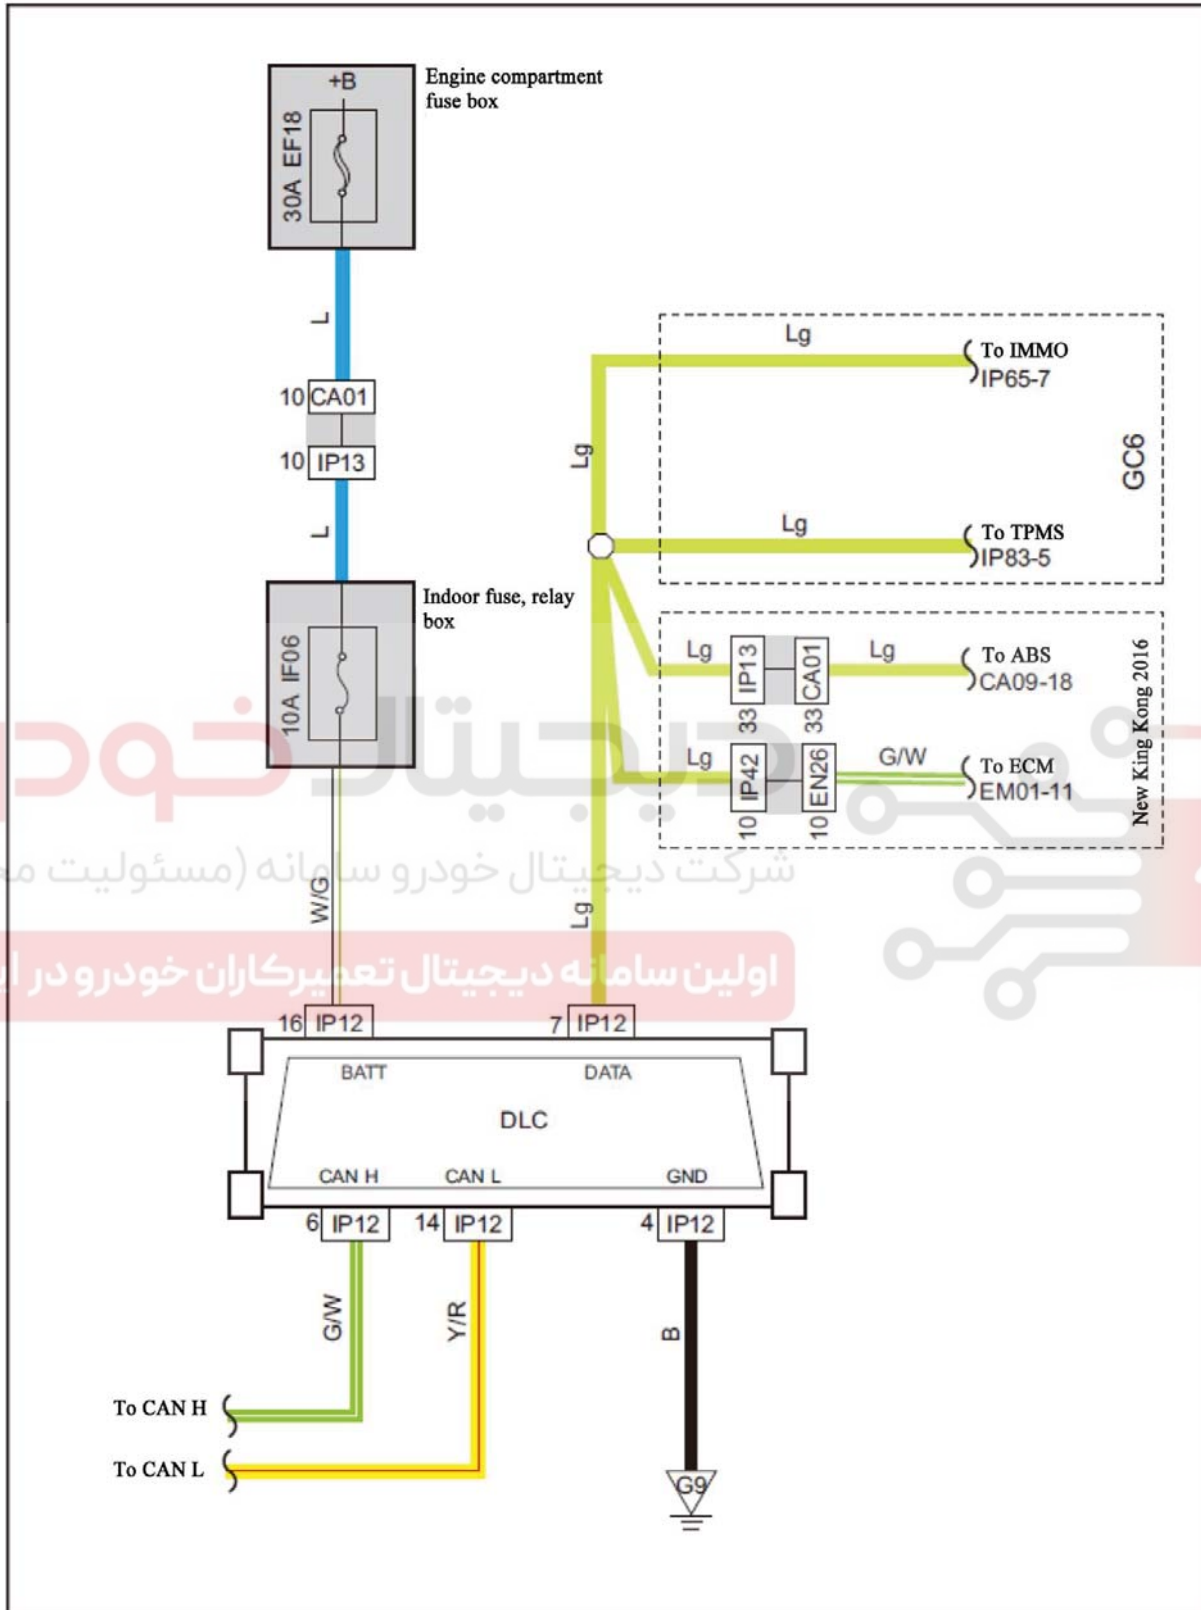 +B
Engine compartment
fuse box
30A EF18
L
10 CA01
10 IP13
L
Indoor fuse, relay
box
10A IF06
Lg
To IMMO
IP65-7
Lg
GC6
Lg
To TPMS
IP83-5
Lg
33 IP13
33 CA01
Lg
To ABS
CA09-18
Lg
10 IP42
10 EN26
G/W
To ECM
EM01-11
New King Kong 2016
دیجیتال خودر
شرکت دیجیتال خودرو سامانه (مسئولیت
اولین سامانه دیجیتال تعمیرکاران خودرو در
W/G
Lg
16 IP12
7 IP12
BATT
DATA
DLC
CAN H
CAN L
GND
6 IP12
14 IP12
4 IP12
G/W
Y/R
B
To CAN H
To CAN L
G9